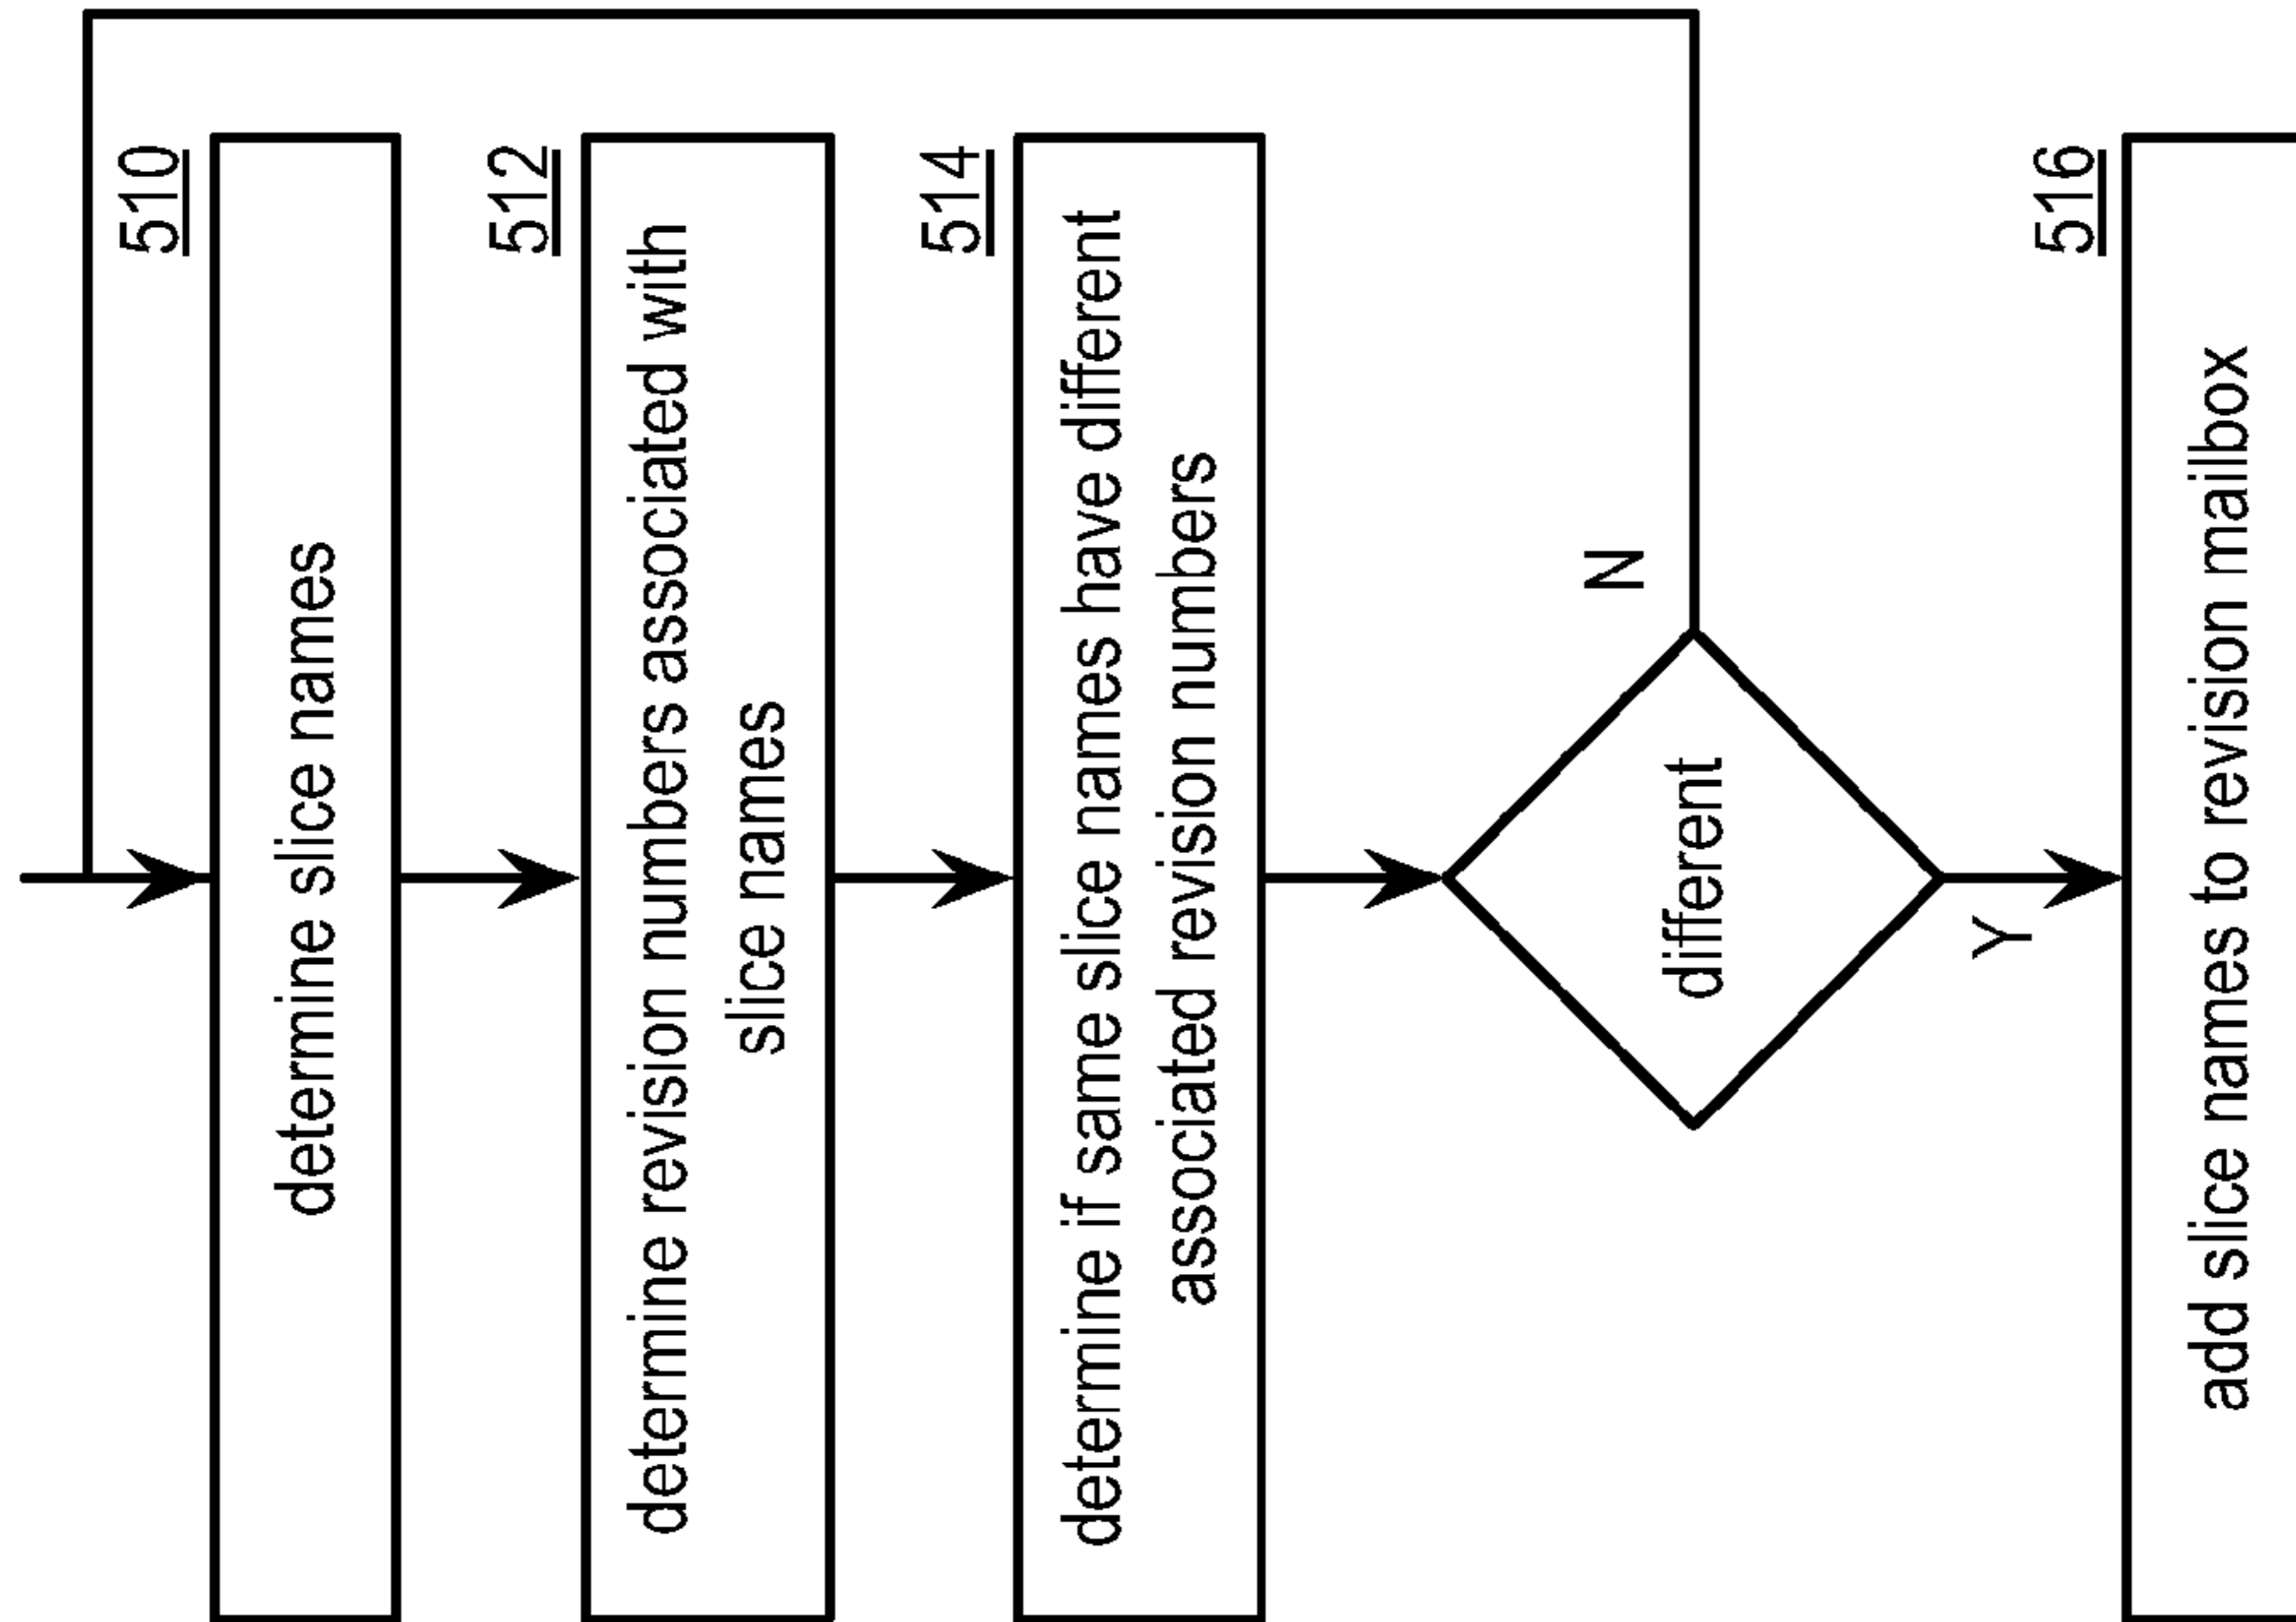 510
determine slice names
512
determine revision numbers associated with
slice names
514
determine if same slice names have different
associated revision numbers
different
N
Y
516
add slice names to revision mailbox